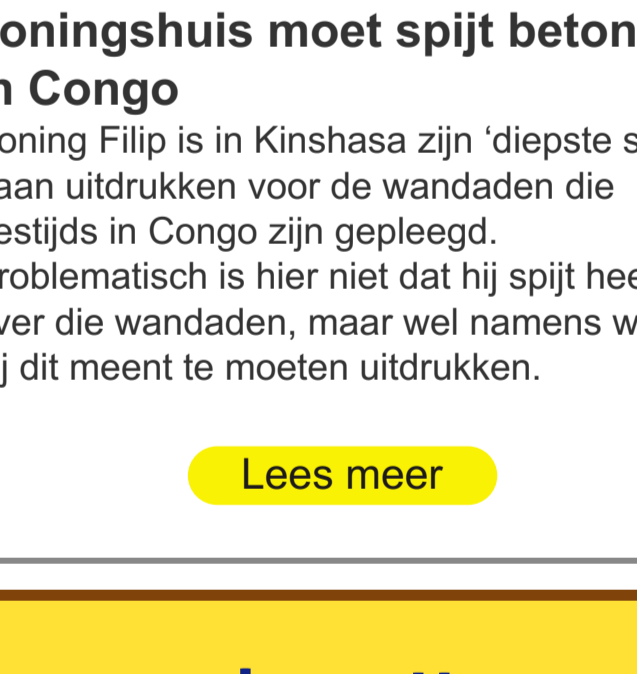 oningshuis moet spijt beton
n Congo
oning Filip is in Kinshasa zijn ‘diepste s
aan uitdrukken voor de wandaden die
estijds in Congo zijn gepleegd.
roblematisch is hier niet dat hij spijt hee
ver die wandaden, maar wel namens w
j dit meent te moeten uitdrukken.
Lees meer